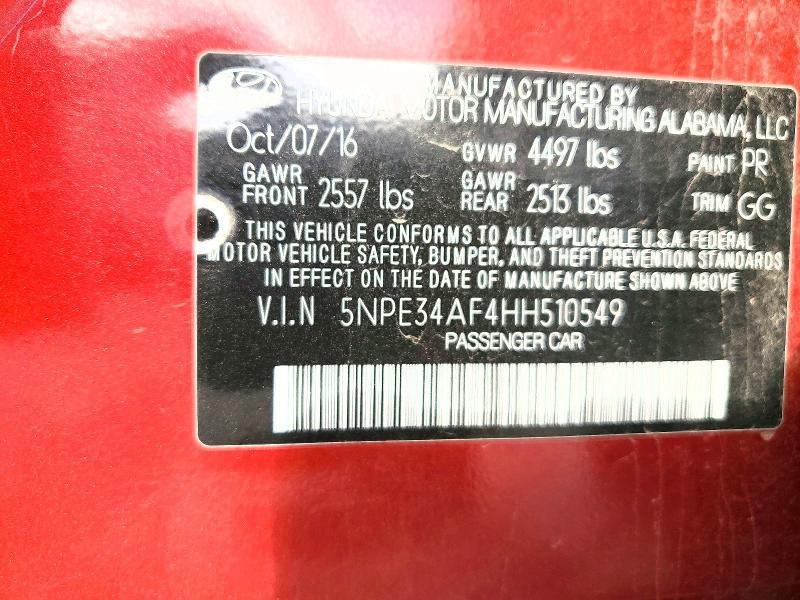 MANUFACTURED BY
HYUNDAI MOTOR MANUFACTURING ALABAMA, LLC
Oct/07/16 GVWR 4497 lbs PAINT PR
GAWR FRONT 2557 lbs GAWR REAR 2513 lbs TRIM GG
THIS VEHICLE CONFORMS TO ALL APPLICABLE U.S.A. FEDERAL
MOTOR VEHICLE SAFETY, BUMPER, AND THEFT PREVENTION STANDARDS
IN EFFECT ON THE DATE OF MANUFACTURE SHOWN ABOVE
V.I.N 5NPE34AF4HH510549
PASSENGER CAR